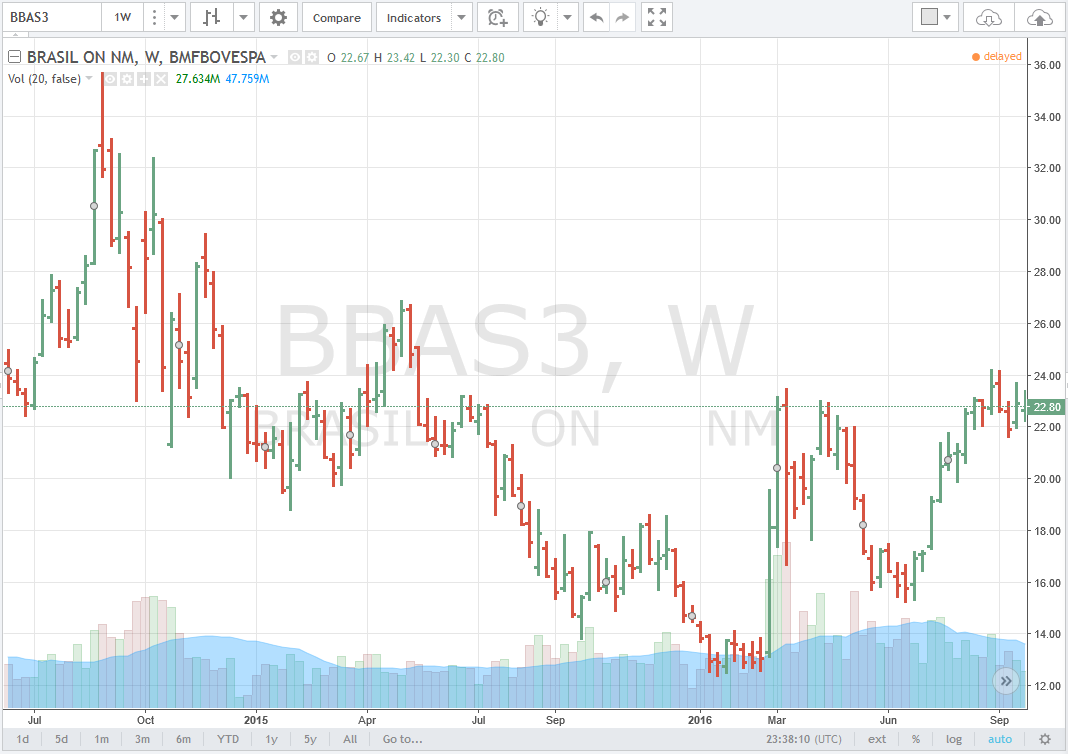 BBAS3 1W Compare Indicators
BRASIL ON NM, W, BMFBOVESPA O 22.67 H 23.42 L 22.30 C 22.80
delayed
Vol (20, false) 27.634M 47.759M
36.00
34.00
32.00
30.00
28.00
26.00
24.00
22.80
22.00
20.00
18.00
16.00
14.00
12.00
BBAS3, W
BRASIL ON NM
Jul Oct 2015 Apr Jul Sep 2016 Mar Jun Sep
1d 5d 1m 3m 6m YTD 1y 5y All Go to... 23:38:10 (UTC) ext % log auto